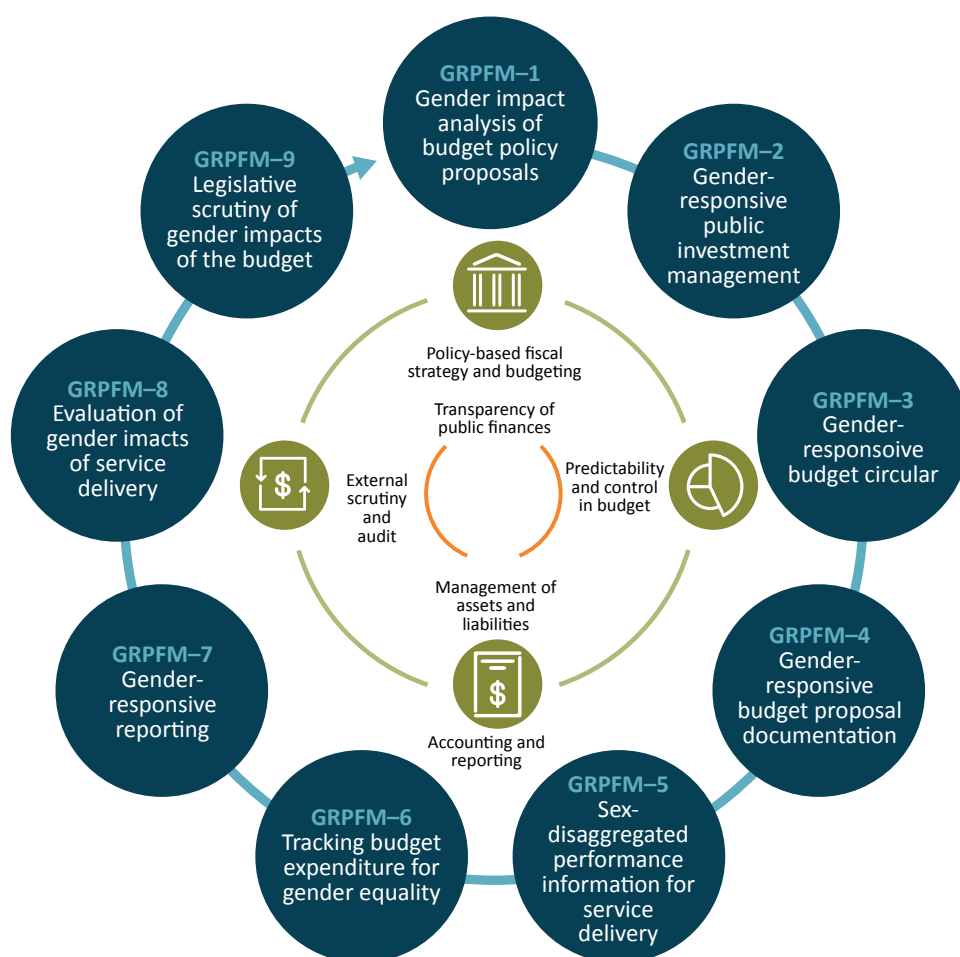 GRPFM–1
Gender impact
analysis of
budget policy
proposals
GRPFM–2
Gender-
responsive
public
investment
management
GRPFM–3
Gender-
responsoive
budget circular
GRPFM–4
Gender-
responsive
budget proposal
documentation
GRPFM–5
Sex-
disaggregated
performance
information for
service
delivery
GRPFM–6
Tracking budget
expenditure for
gender equality
GRPFM–7
Gender-
responsive
reporting
GRPFM–8
Evaluation of
gender imacts
of service
delivery
GRPFM–9
Legislative
scrutiny of
gender impacts
of the budget
Policy-based fiscal
strategy and budgeting
Transparency of
public finances
Predictability
and control
in budget
$
External
scrutiny
and
audit
Management of
assets and
liabilities
$
Accounting and
reporting